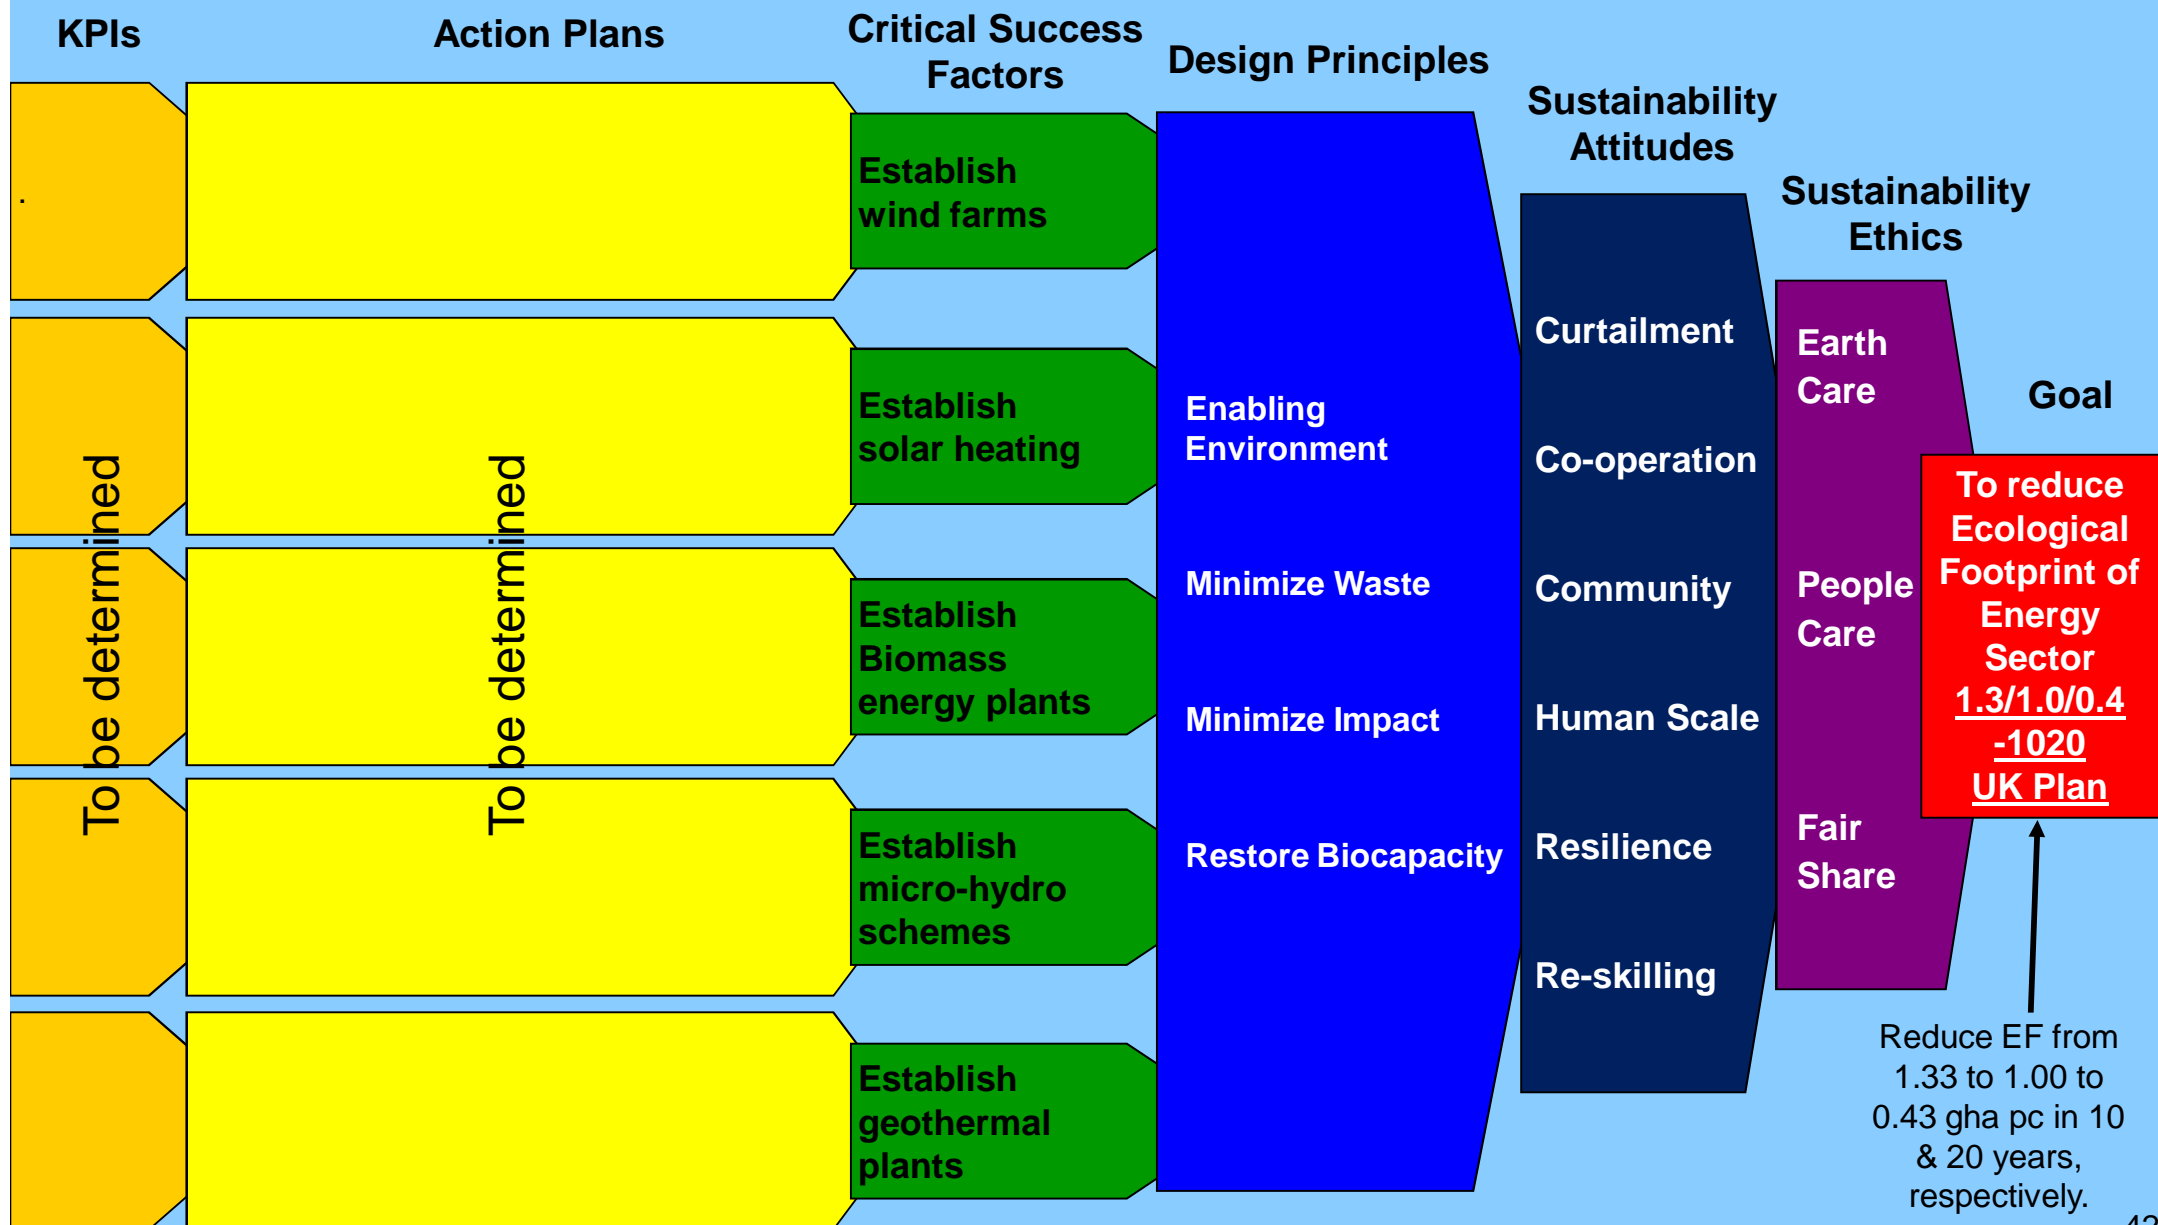 KPIs
Action Plans
Critical Success
Factors
Design Principles
Sustainability
Attitudes
Sustainability
Ethics
Goal
.
To be determined
To be determined
Establish
wind farms
Establish
solar heating
Establish
Biomass
energy plants
Establish
micro-hydro
schemes
Establish
geothermal
plants
Enabling
Environment
Minimize Waste
Minimize Impact
Restore Biocapacity
Curtailment
Co-operation
Community
Human Scale
Resilience
Re-skilling
Earth
Care
People
Care
Fair
Share
To reduce
Ecological
Footprint of
Energy
Sector
1.3/1.0/0.4
-1020
UK Plan
Reduce EF from
1.33 to 1.00 to
0.43 gha pc in 10
& 20 years,
respectively.